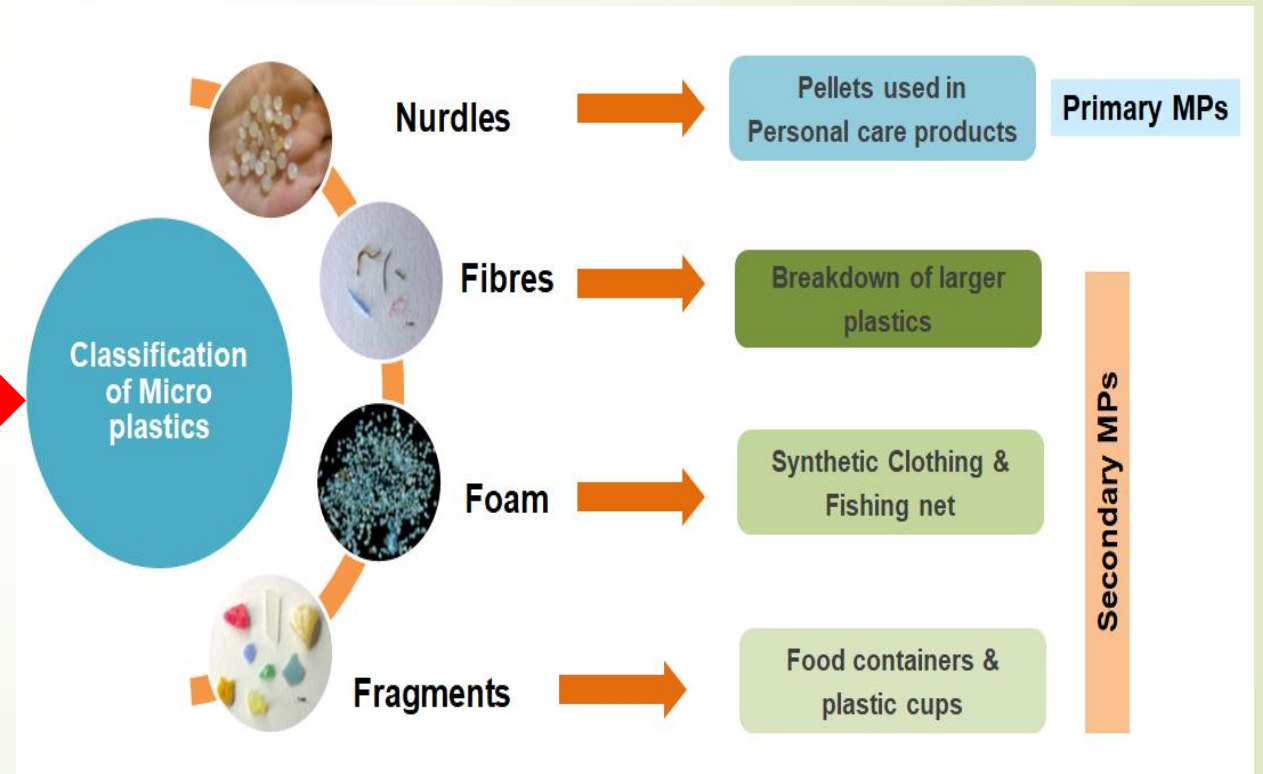 Classification
of Micro
plastics
Nurdles
Pellets used in
Personal care products
Primary MPs
Fibres
Breakdown of larger
plastics
Foam
Synthetic Clothing &
Fishing net
Fragments
Food containers &
plastic cups
Secondary MPs